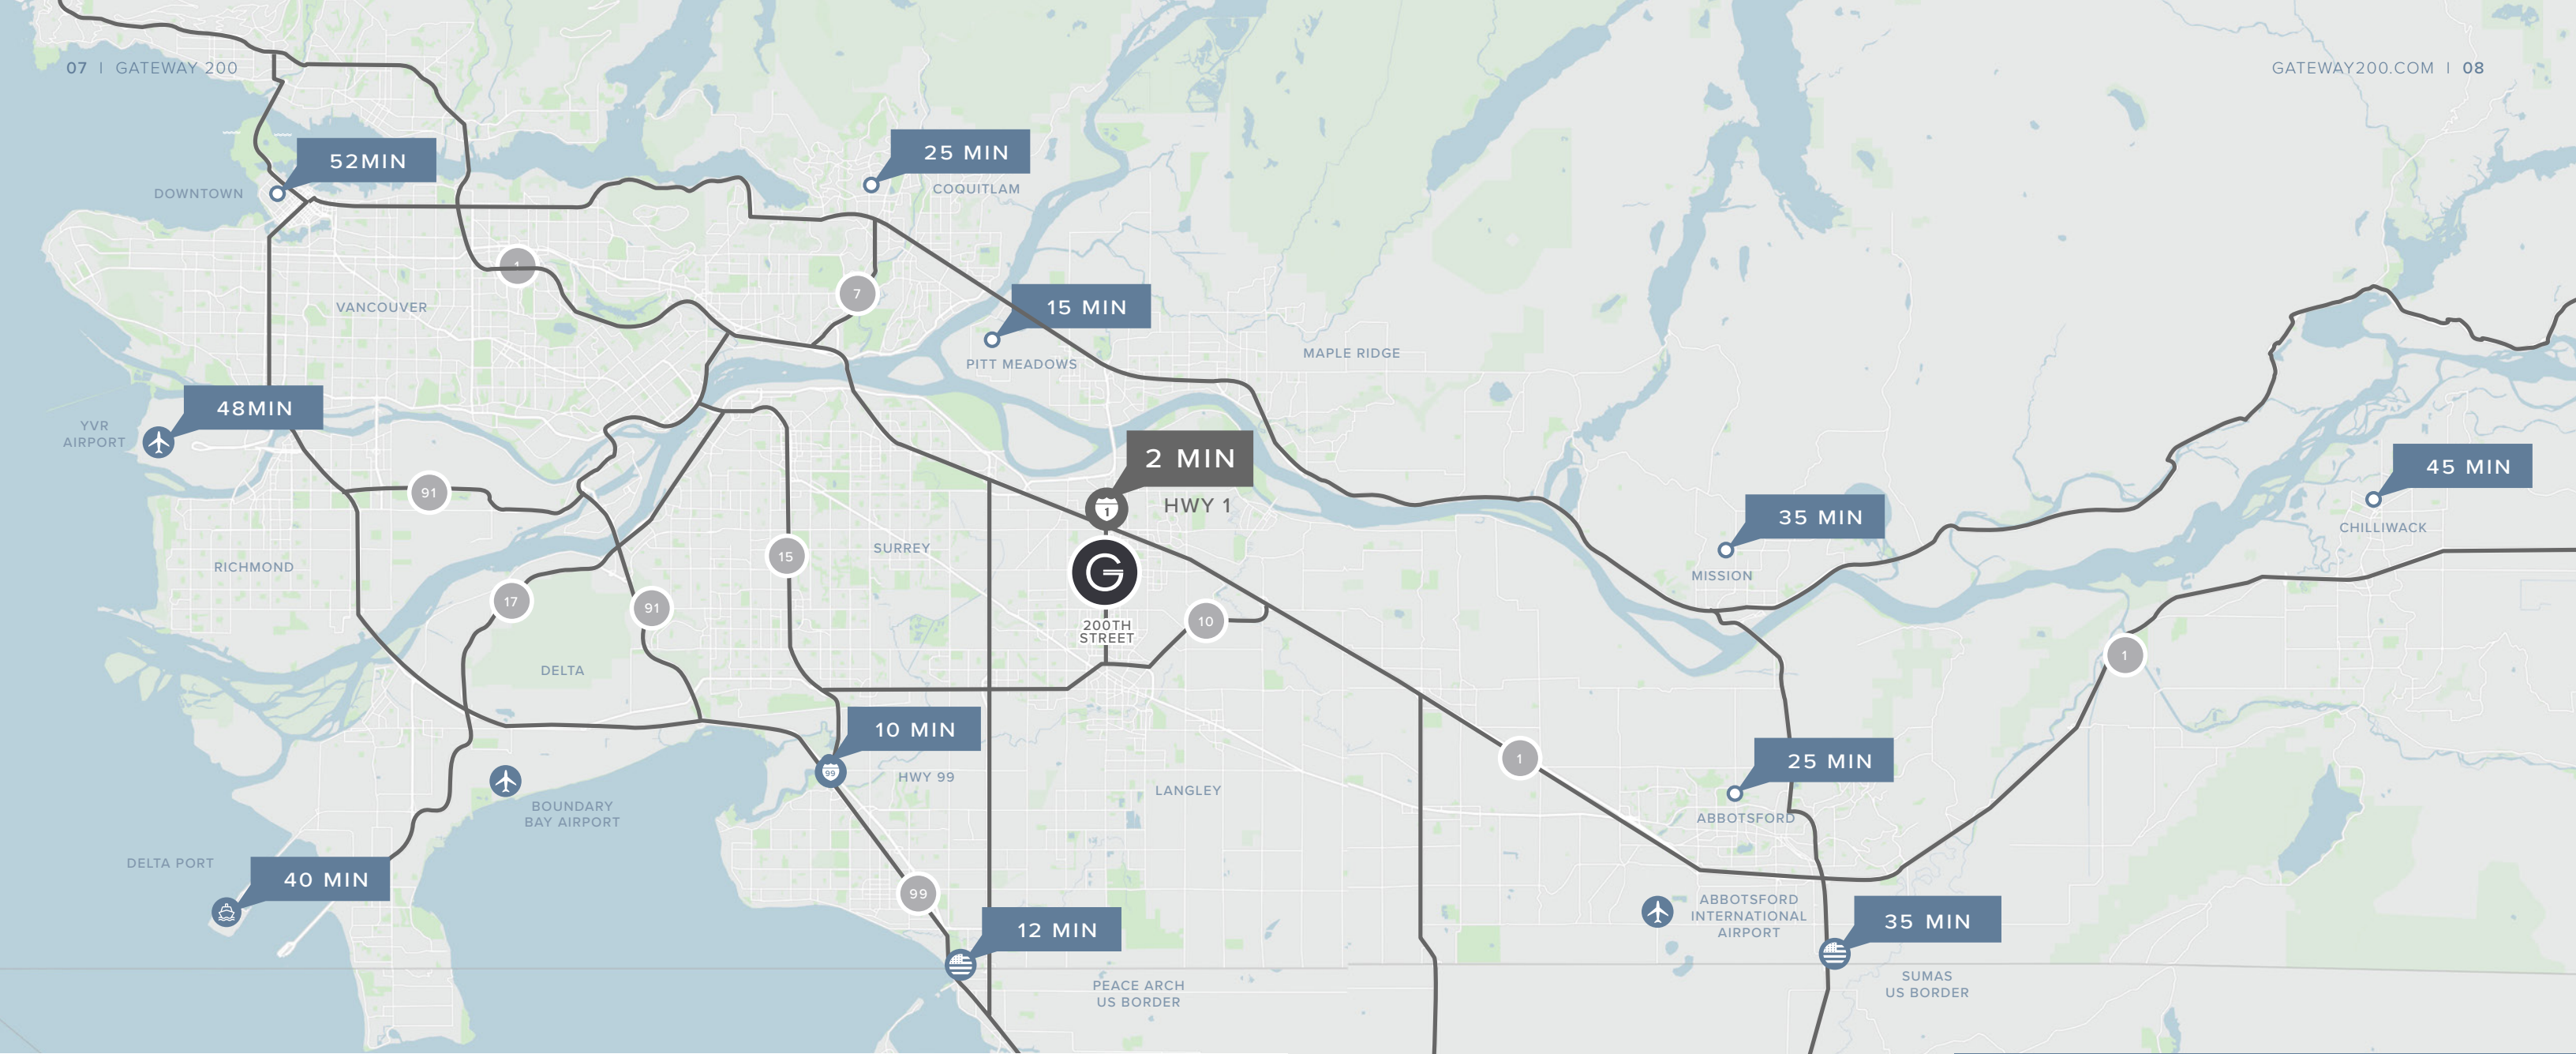 07 | GATEWAY 200
GATEWAY200.COM | 08
52MIN
DOWNTOWN
25 MIN
COQUITLAM
1
7
VANCOUVER
15 MIN
PITT MEADOWS
MAPLE RIDGE
48MIN
YVR
AIRPORT
2 MIN
HWY 1
1
G
200TH
STREET
45 MIN
CHILLIWACK
91
35 MIN
MISSION
RICHMOND
SURREY
15
17
91
10
DELTA
1
10 MIN
HWY 99
99
LANGLEY
1
25 MIN
ABBOTSFORD
BOUNDARY
BAY AIRPORT
DELTA PORT
40 MIN
99
12 MIN
PEACE ARCH
US BORDER
ABBOTSFORD
INTERNATIONAL
AIRPORT
35 MIN
SUMAS
US BORDER